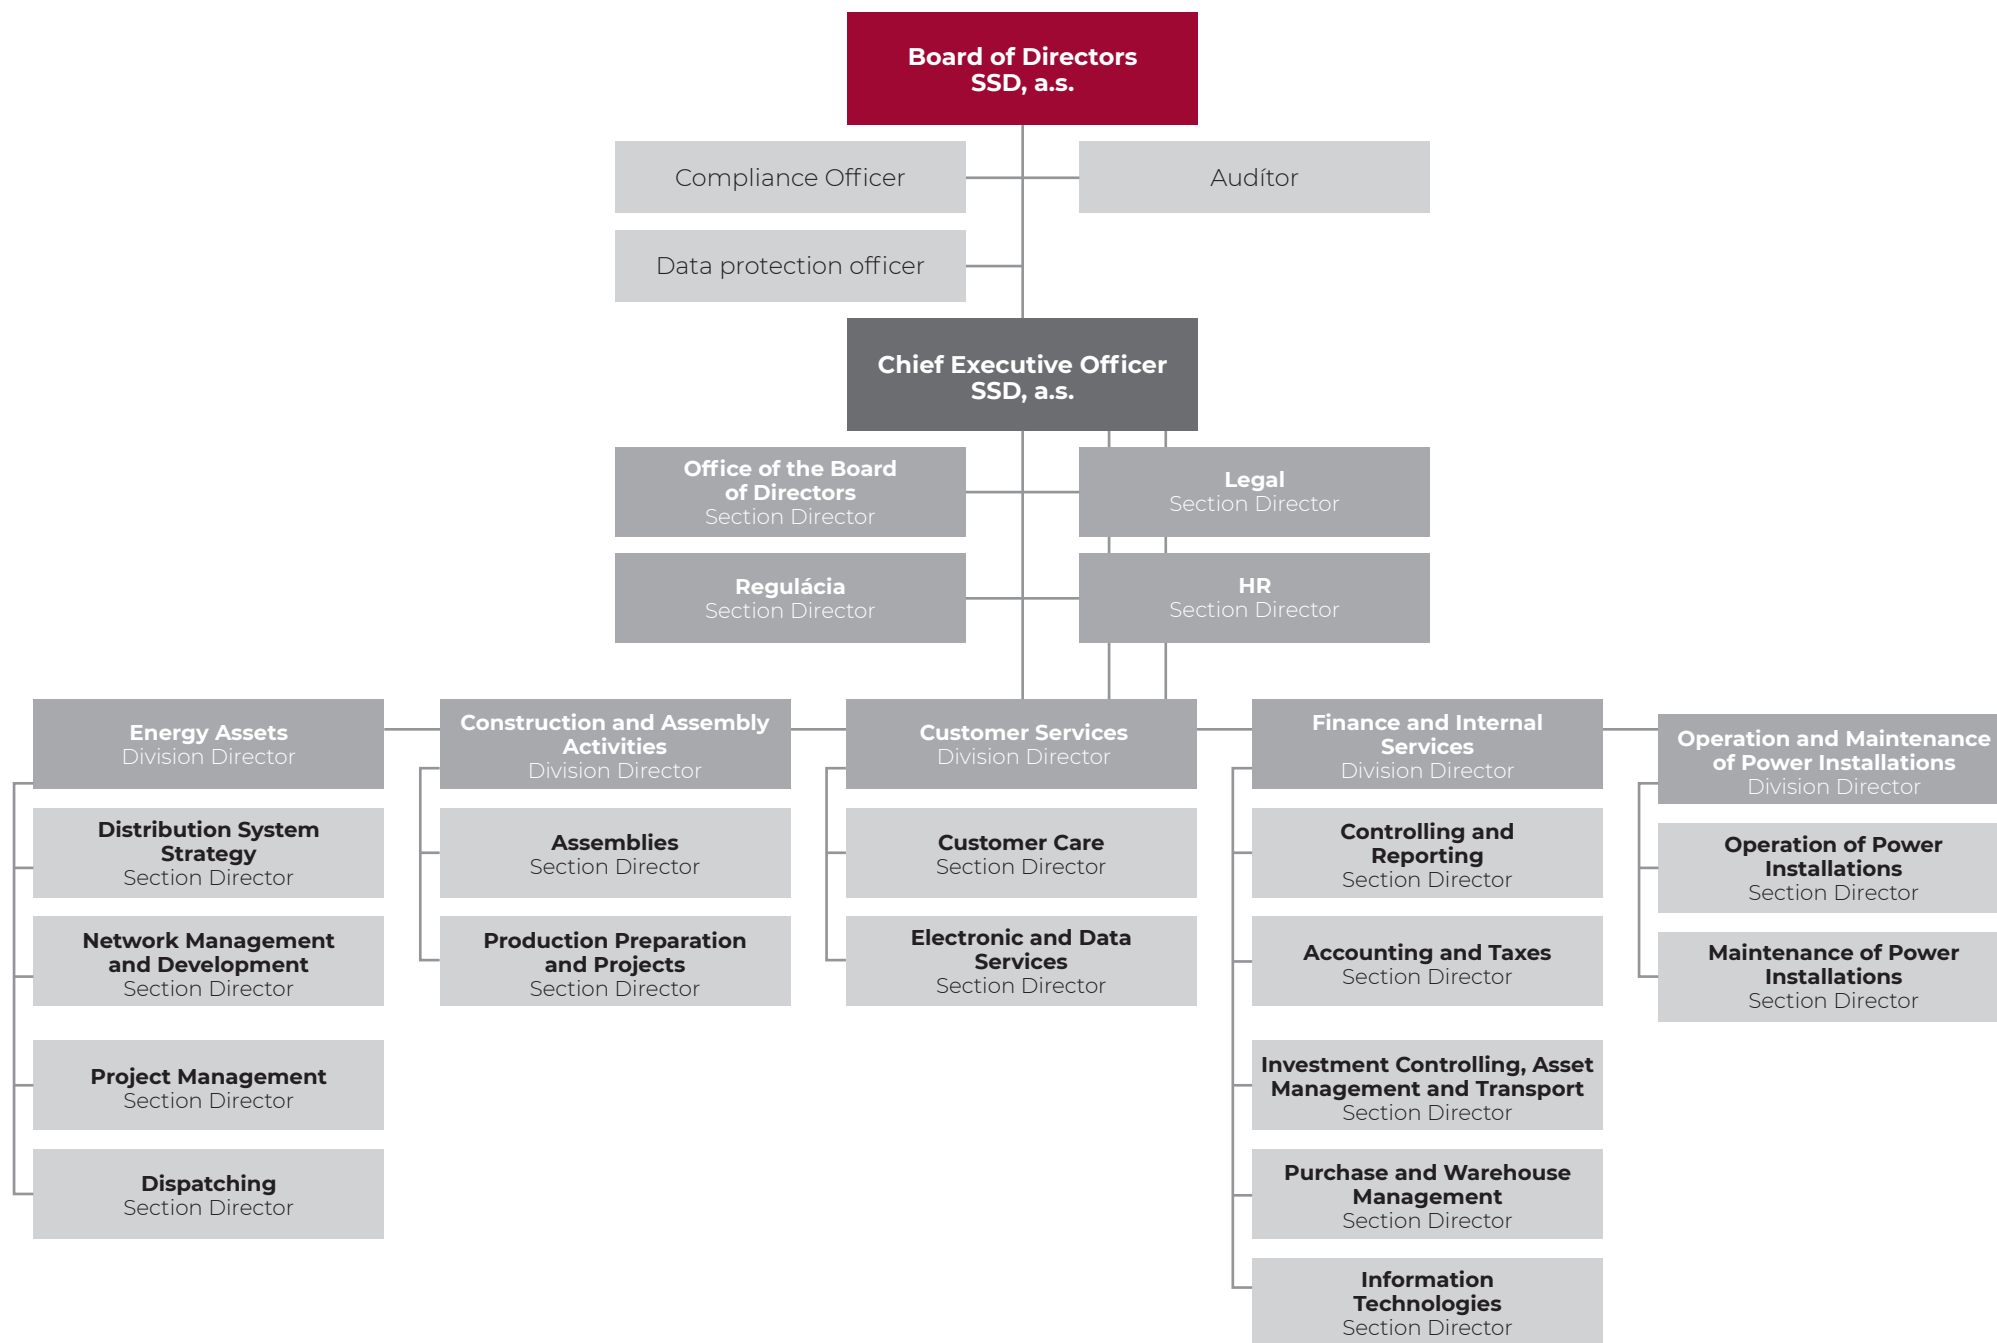 Board of Directors
SSD, a.s.
Compliance Officer
Audítor
Data protection officer
Chief Executive Officer
SSD, a.s.
Office of the Board
of Directors
Section Director
Legal
Section Director
Regulácia
Section Director
HR
Section Director
Energy Assets
Division Director
Distribution System
Strategy
Section Director
Network Management
and Development
Section Director
Project Management
Section Director
Dispatching
Section Director
Construction and Assembly
Activities
Division Director
Assemblies
Section Director
Production Preparation
and Projects
Section Director
Customer Services
Division Director
Customer Care
Section Director
Electronic and Data
Services
Section Director
Finance and Internal
Services
Division Director
Controlling and
Reporting
Section Director
Accounting and Taxes
Section Director
Investment Controlling, Asset
Management and Transport
Section Director
Purchase and Warehouse
Management
Section Director
Information
Technologies
Section Director
Operation and Maintenance
of Power Installations
Division Director
Operation of Power
Installations
Section Director
Maintenance of Power
Installations
Section Director